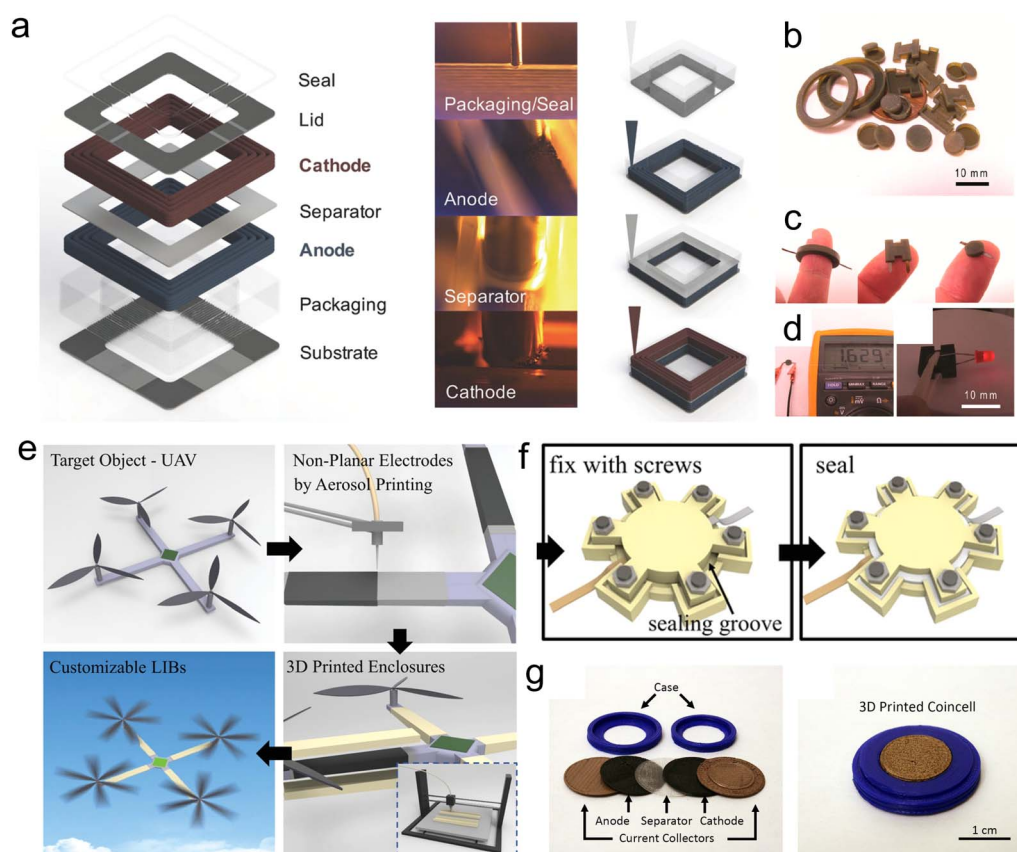 a
Seal
Lid
Cathode
Separator
Anode
Packaging
Substrate
Packaging/Seal
Anode
Separator
Cathode
b
10 mm
c
d
1.629
10 mm
e
Target Object - UAV
Non-Planar Electrodes
by Aerosol Printing
Customizable LIBs
3D Printed Enclosures
f
fix with screws
sealing groove
seal
g
Case
Anode
Separator
Cathode
Current Collectors
3D Printed Coincell
1 cm